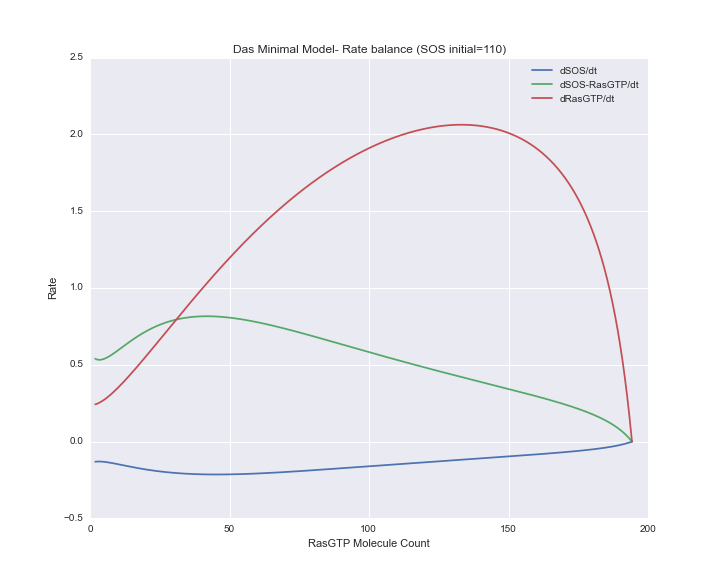 Das Minimal Model- Rate balance (SOS initial=110)
2.5
2.0
1.5
1.0
0.5
0.0
−0.5
Rate
dSOS/dt
dSOS-RasGTP/dt
dRasGTP/dt
0
50
100
150
200
RasGTP Molecule Count